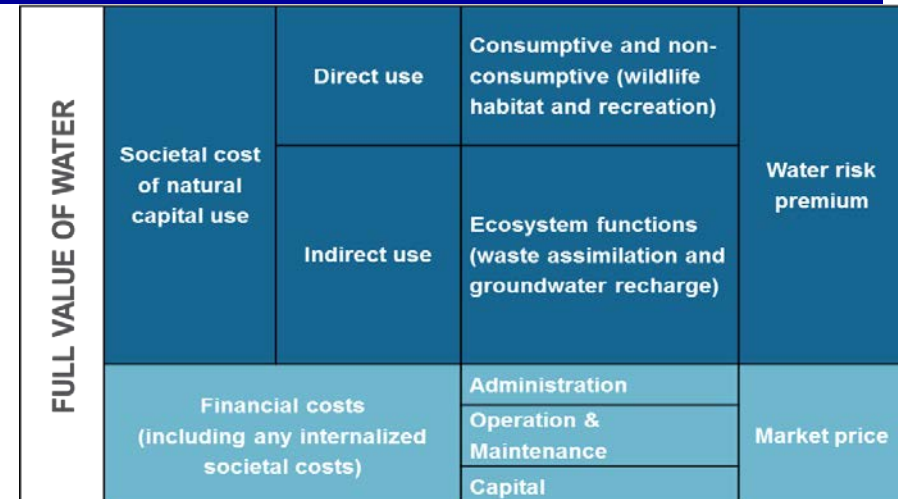 FULL VALUE OF WATER
Societal cost
of natural
capital use
Direct use
Consumptive and non-
consumptive (wildlife
habitat and recreation)
Indirect use
Ecosystem functions
(waste assimilation and
groundwater recharge)
Water risk
premium
Financial costs
(including any internalized
societal costs)
Administration
Operation &
Maintenance
Capital
Market price